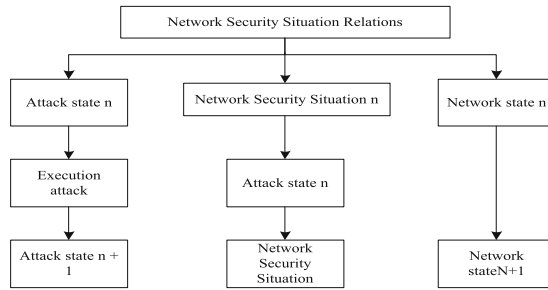 Network Security Situation Relations
Attack state n
Network Security Situation n
Network state n
Execution
attack
Attack state n
Attack state n +
1
Network
Security
Situation
Network
stateN+1